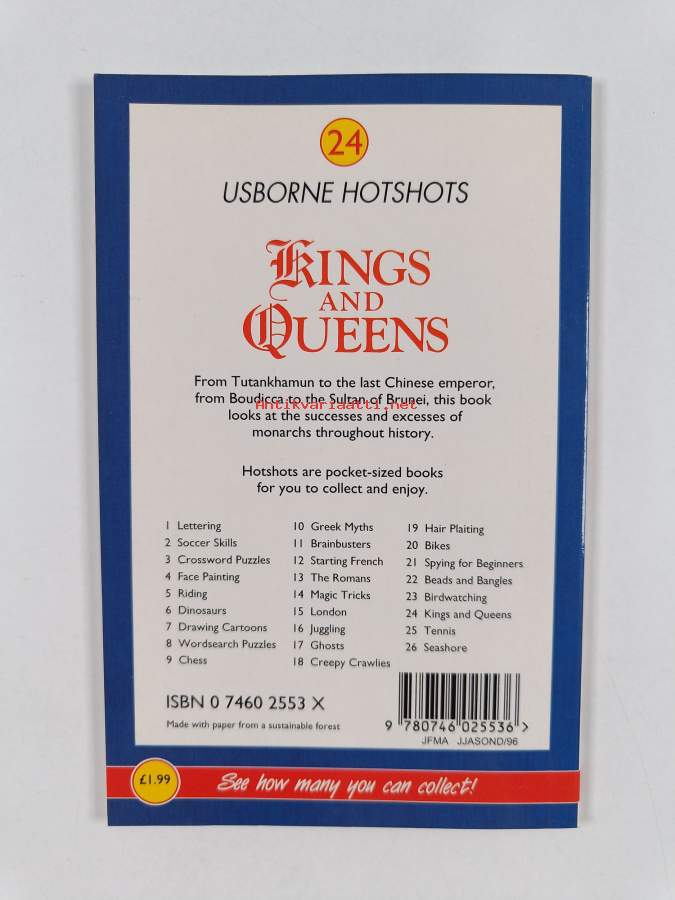 24
USBORNE HOTSHOTS
KINGS
AND
QUEENS
From Tutankhamun to the last Chinese emperor,
from Boudicca to the Sultan of Brunei, this book
Antikvariaatti.net
looks at the successes and excesses of
monarchs throughout history.
Hotshots are pocket-sized books
for you to collect and enjoy.
1 Lettering
2 Soccer Skills
3 Crossword Puzzles
4 Face Painting
5 Riding
6 Dinosaurs
7 Drawing Cartoons
8 Wordsearch Puzzles
9 Chess
10 Greek Myths
11 Brainbusters
12 Starting French
13 The Romans
14 Magic Tricks
15 London
16 Juggling
17 Ghosts
18 Creepy Crawlies
19 Hair Plaiting
20 Bikes
21 Spying for Beginners
22 Beads and Bangles
23 Birdwatching
24 Kings and Queens
25 Tennis
26 Seashore
ISBN 0 7460 2553 X
Made with paper from a sustainable forest
9 780746 025536 >
JFMA JJASOND/96
£1.99
See how many you can collect!